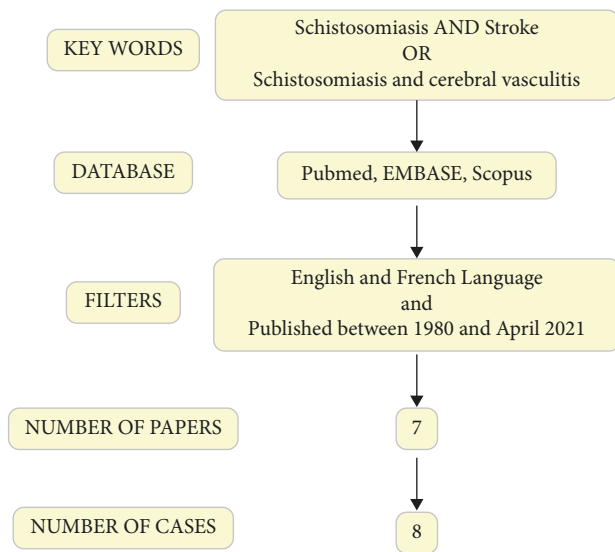 KEY WORDS
Schistosomiasis AND Stroke
OR
Schistosomiasis and cerebral vasculitis
DATABASE
Pubmed, EMBASE, Scopus
FILTERS
English and French Language
and
Published between 1980 and April 2021
NUMBER OF PAPERS
7
NUMBER OF CASES
8